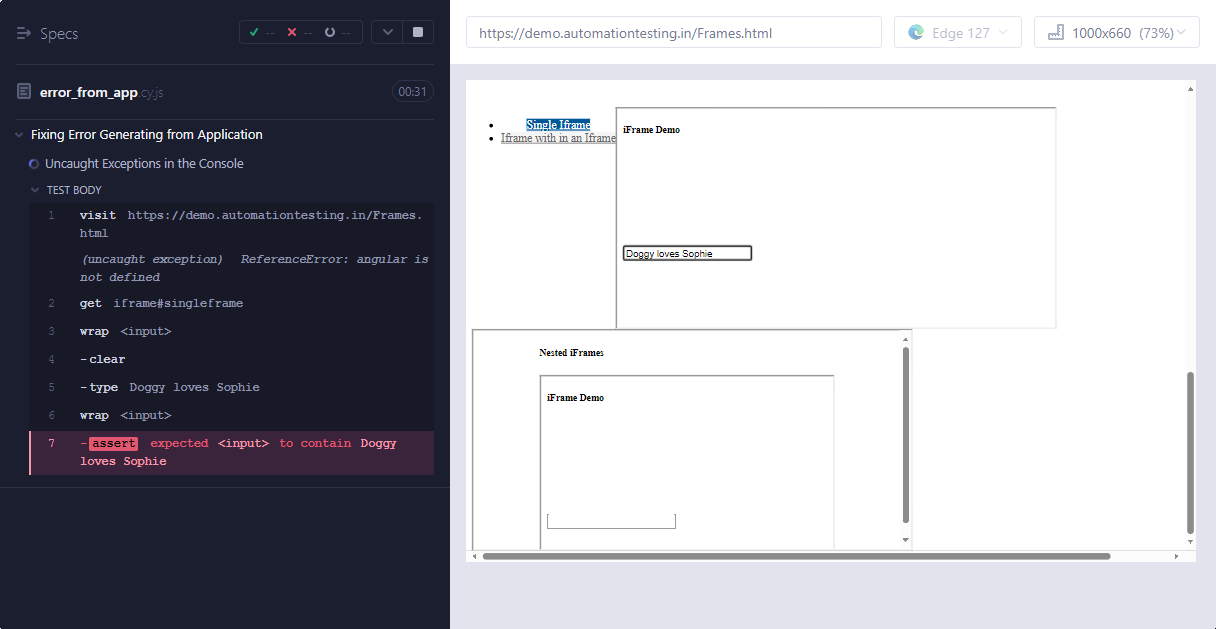 Specs
-- -- --
error_from_app.cy.js
00:31
Fixing Error Generating from Application
Uncaught Exceptions in the Console
TEST BODY
1 visit https://demo.automationtesting.in/Frames.
html
(uncaught exception) ReferenceError: angular is
not defined
2 get iframe#singleframe
3 wrap <input>
4 -clear
5 -type Doggy loves Sophie
6 wrap <input>
7 -assert expected <input> to contain Doggy
loves Sophie
https://demo.automationtesting.in/Frames.html
Edge 127
1000x660 (73%)
Single Iframe
Iframe with in an Iframe
iFrame Demo
Doggy loves Sophie
Nested iFrames
iFrame Demo